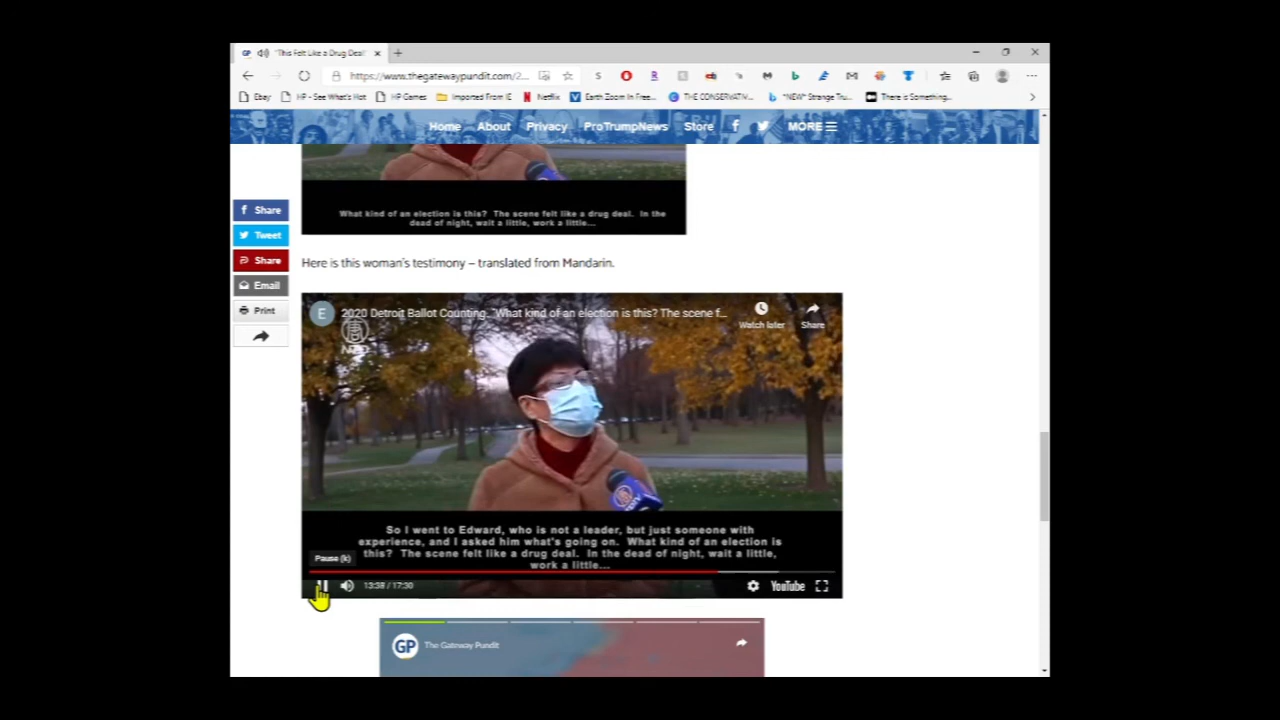 "This Felt Like a Drug Deal"
https://www.thegatewaypundit.com/2...
Ebay
HP - See What's Hot
HP Games
Imported From IE
Netflix
Earth Zoom In Free...
THE CONSERVATIV...
*NEW* Strange Tru...
There is Something...
Home About Privacy ProTrumpNews Store MORE
Share
Tweet
Share
Email
Print
What kind of an election is this? The scene felt like a drug deal. In the
dead of night, wait a little, work a little...
Here is this woman's testimony – translated from Mandarin.
E
2020 Detroit Ballot Counting_"What kind of an election is this? The scene f...
Watch later
Share
So I went to Edward, who is not a leader, but just someone with
experience, and I asked him what's going on. What kind of an election is
this? The scene felt like a drug deal. In the dead of night, wait a little,
work a little...
Pause (k)
13:58 / 17:30
YouTube
GP
The Gateway Pundit